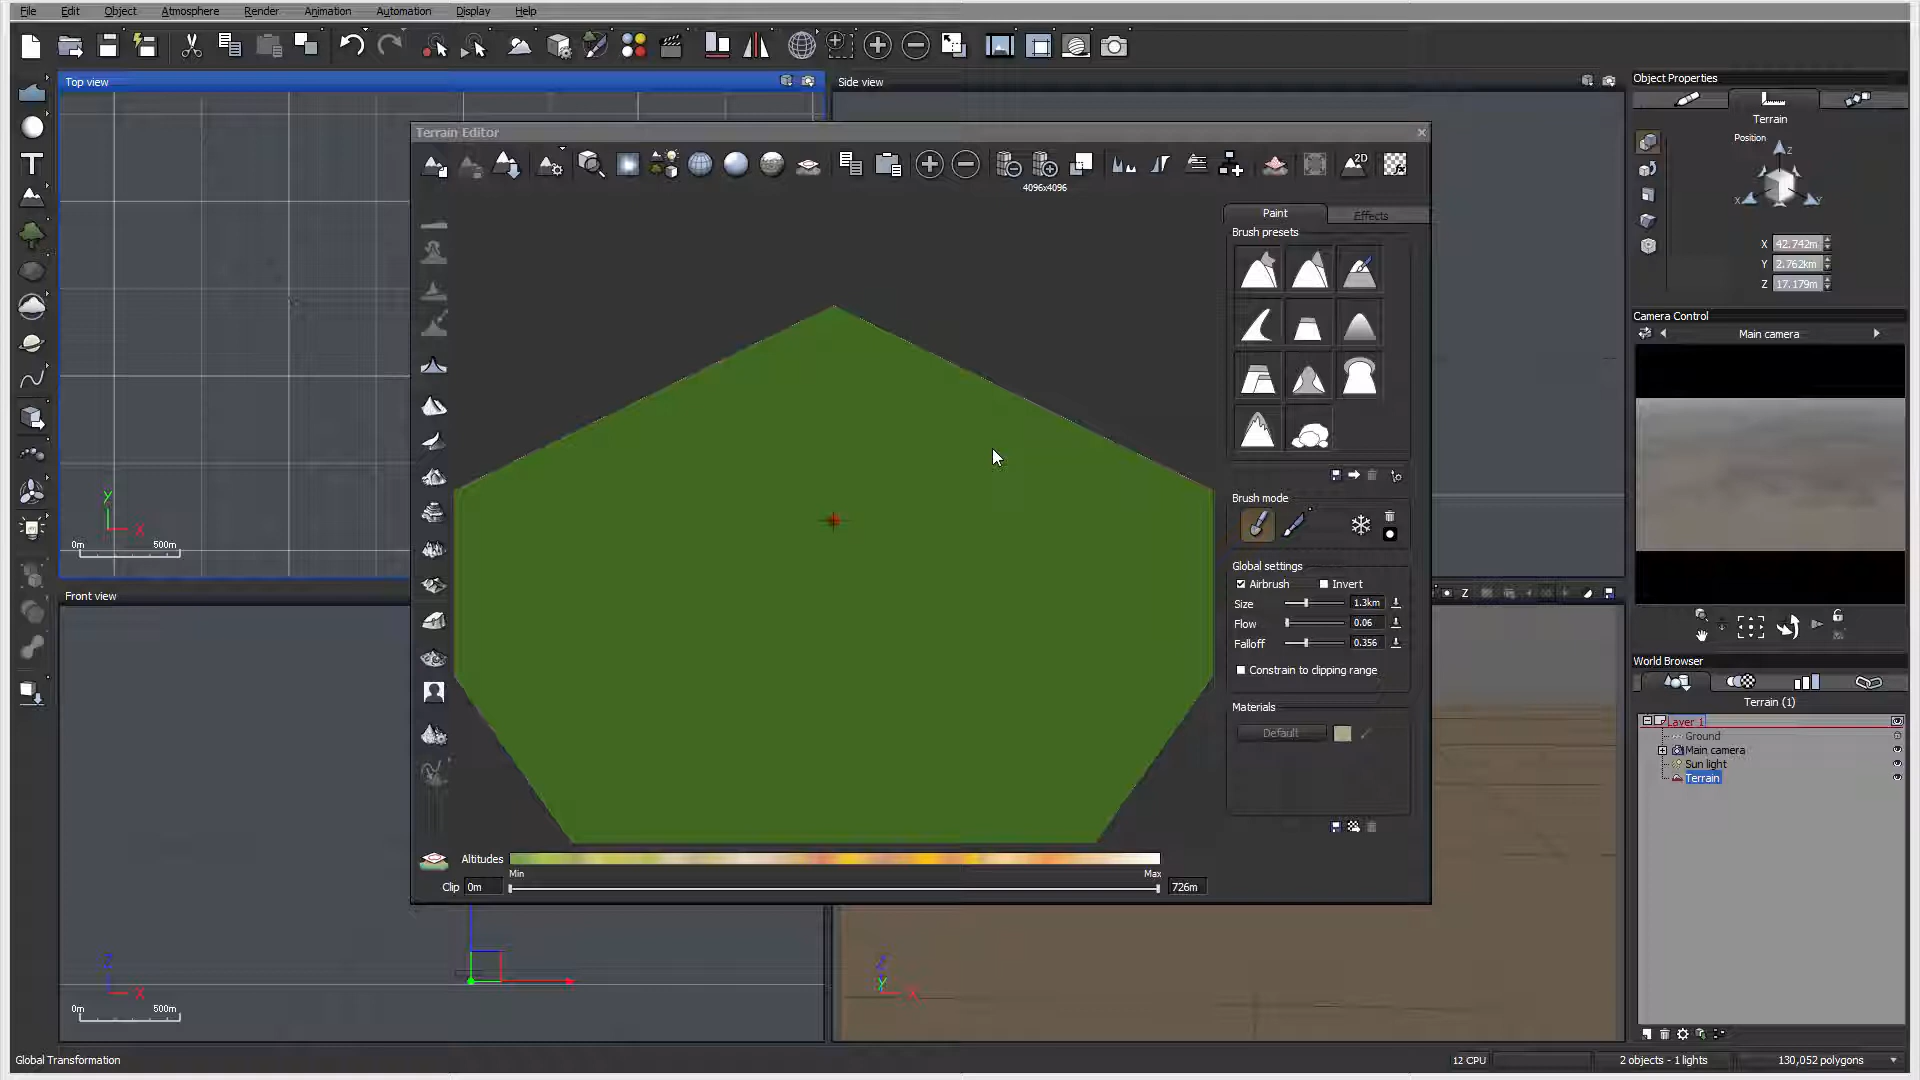 File Edit Object Atmosphere Render Animation Automation Display Help
Top view
Side view
Object Properties
Terrain
Position
Z
X Y
X 42.742m
Y 2.762km
Z 17.179m
Terrain Editor
4096x4096
2D
Paint Effects
Brush presets
Brush mode
Global settings
Airbrush Invert
Size 1.3km
Flow 0.06
Falloff 0.356
Constrain to clipping range
Materials
Default
Altitudes
Min Max
Clip 0m 726m
Camera Control
Main camera
World Browser
Terrain (1)
Layer 1
Ground
Main camera
Sun light
Terrain
Y
X
0m 500m
Front view
Z
Z
X
0m 500m
Z
Y
X
Global Transformation
12 CPU
2 objects - 1 lights
130,052 polygons